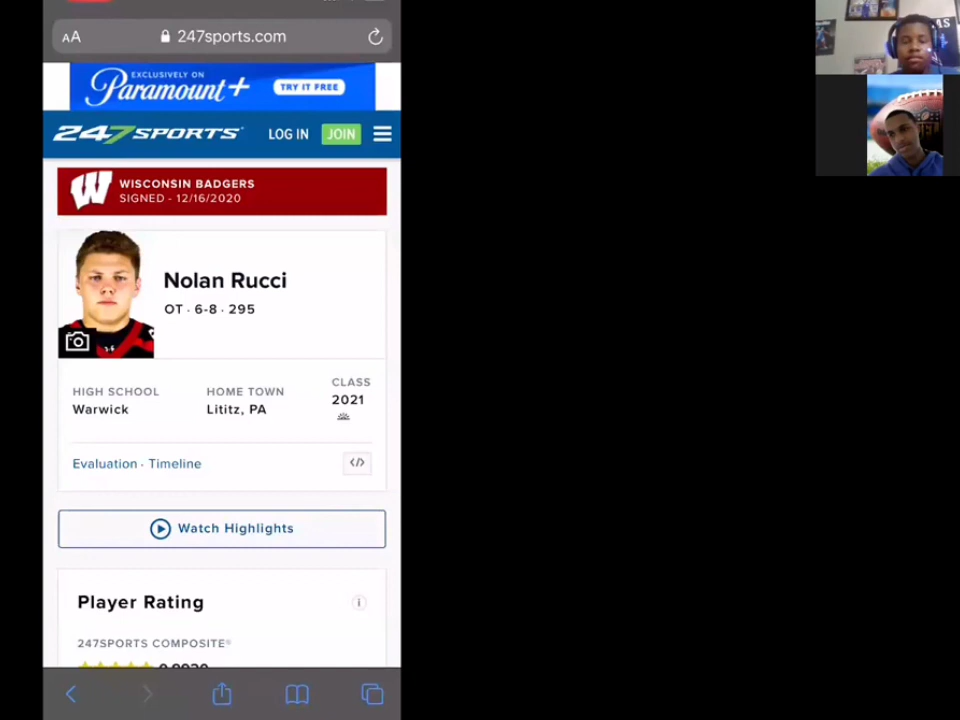 AA 247sports.com
EXCLUSIVELY ON
Paramount+ TRY IT FREE
247SPORTS LOG IN JOIN
W WISCONSIN BADGERS
SIGNED - 12/16/2020
Nolan Rucci
OT · 6-8 · 295
HIGH SCHOOL HOME TOWN CLASS
Warwick Lititz, PA 2021
Evaluation · Timeline </>
Watch Highlights
Player Rating i
247SPORTS COMPOSITE®